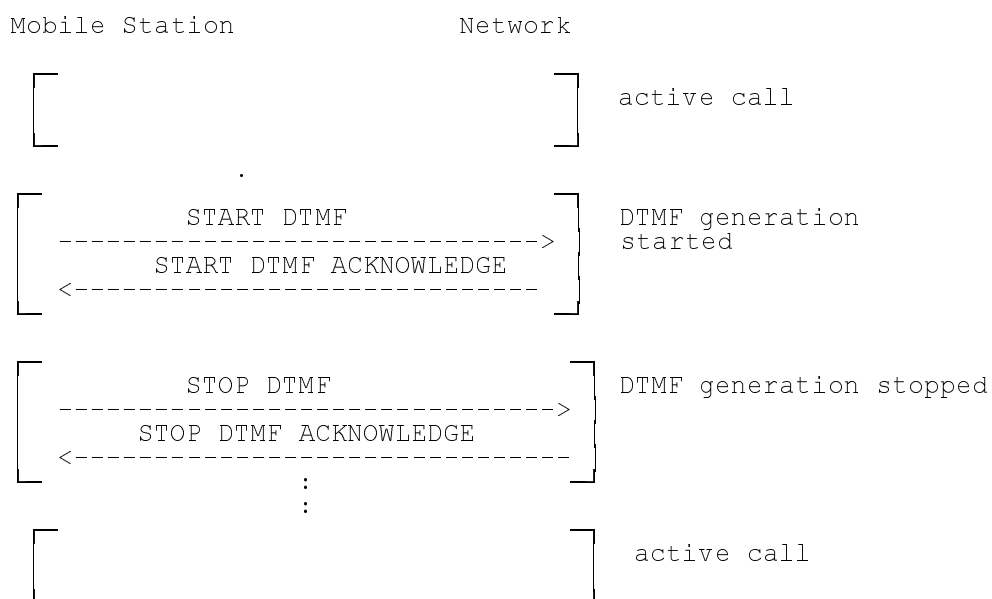 Mobile Station Network
active call
.
START DTMF DTMF generation
-------------------------------> started
START DTMF ACKNOWLEDGE
<-----------------------------
STOP DTMF DTMF generation stopped
--------------------------------> 
STOP DTMF ACKNOWLEDGE
<--------------------------------
:
:
active call